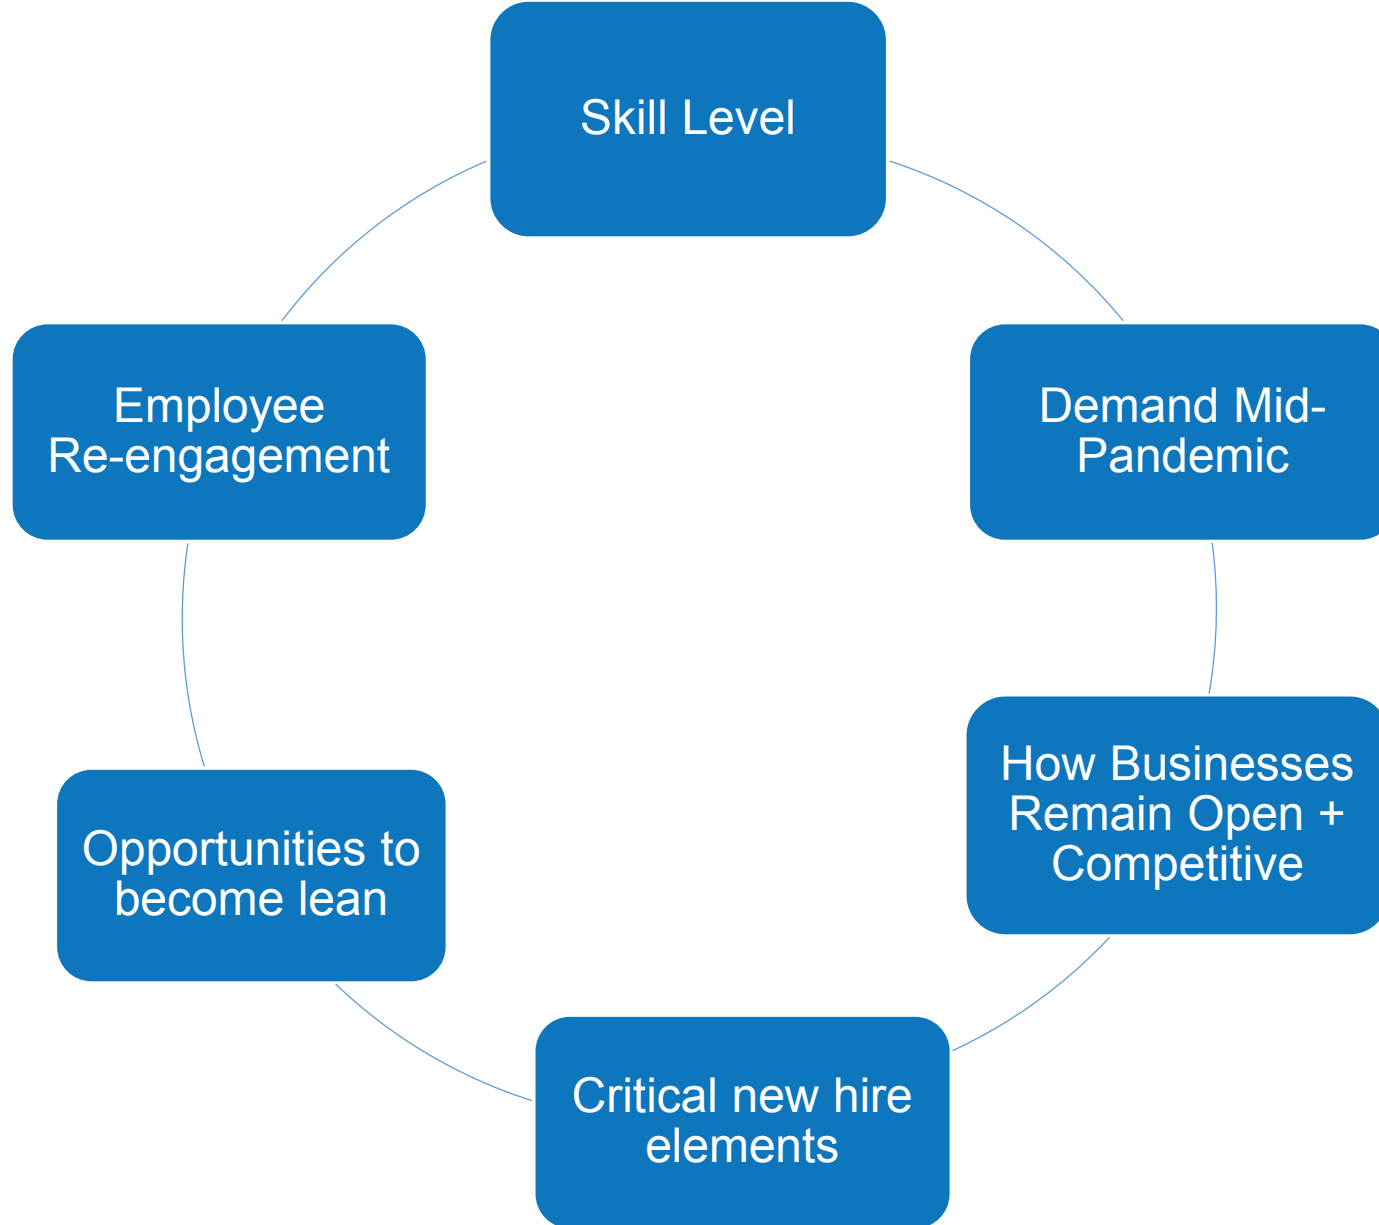 Skill Level
Demand Mid-
Pandemic
How Businesses
Remain Open +
Competitive
Critical new hire
elements
Opportunities to
become lean
Employee
Re-engagement